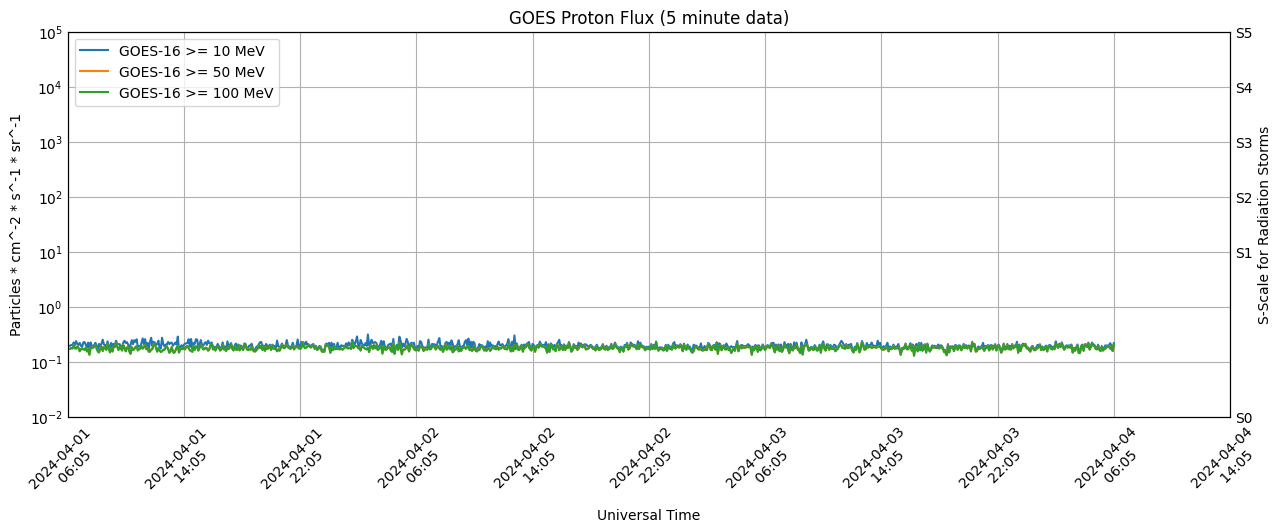 GOES Proton Flux (5 minute data)
GOES-16 >= 10 MeV
GOES-16 >= 50 MeV
GOES-16 >= 100 MeV
Particles * cm^-2 * s^-1 * sr^-1
10^5
10^4
10^3
10^2
10^1
10^0
10^-1
10^-2
S5
S4
S3
S2
S1
S0
S-Scale for Radiation Storms
2024-04-01
06:05
2024-04-01
14:05
2024-04-01
22:05
2024-04-02
06:05
2024-04-02
14:05
2024-04-02
22:05
2024-04-03
06:05
2024-04-03
14:05
2024-04-03
22:05
2024-04-04
06:05
2024-04-04
14:05
Universal Time